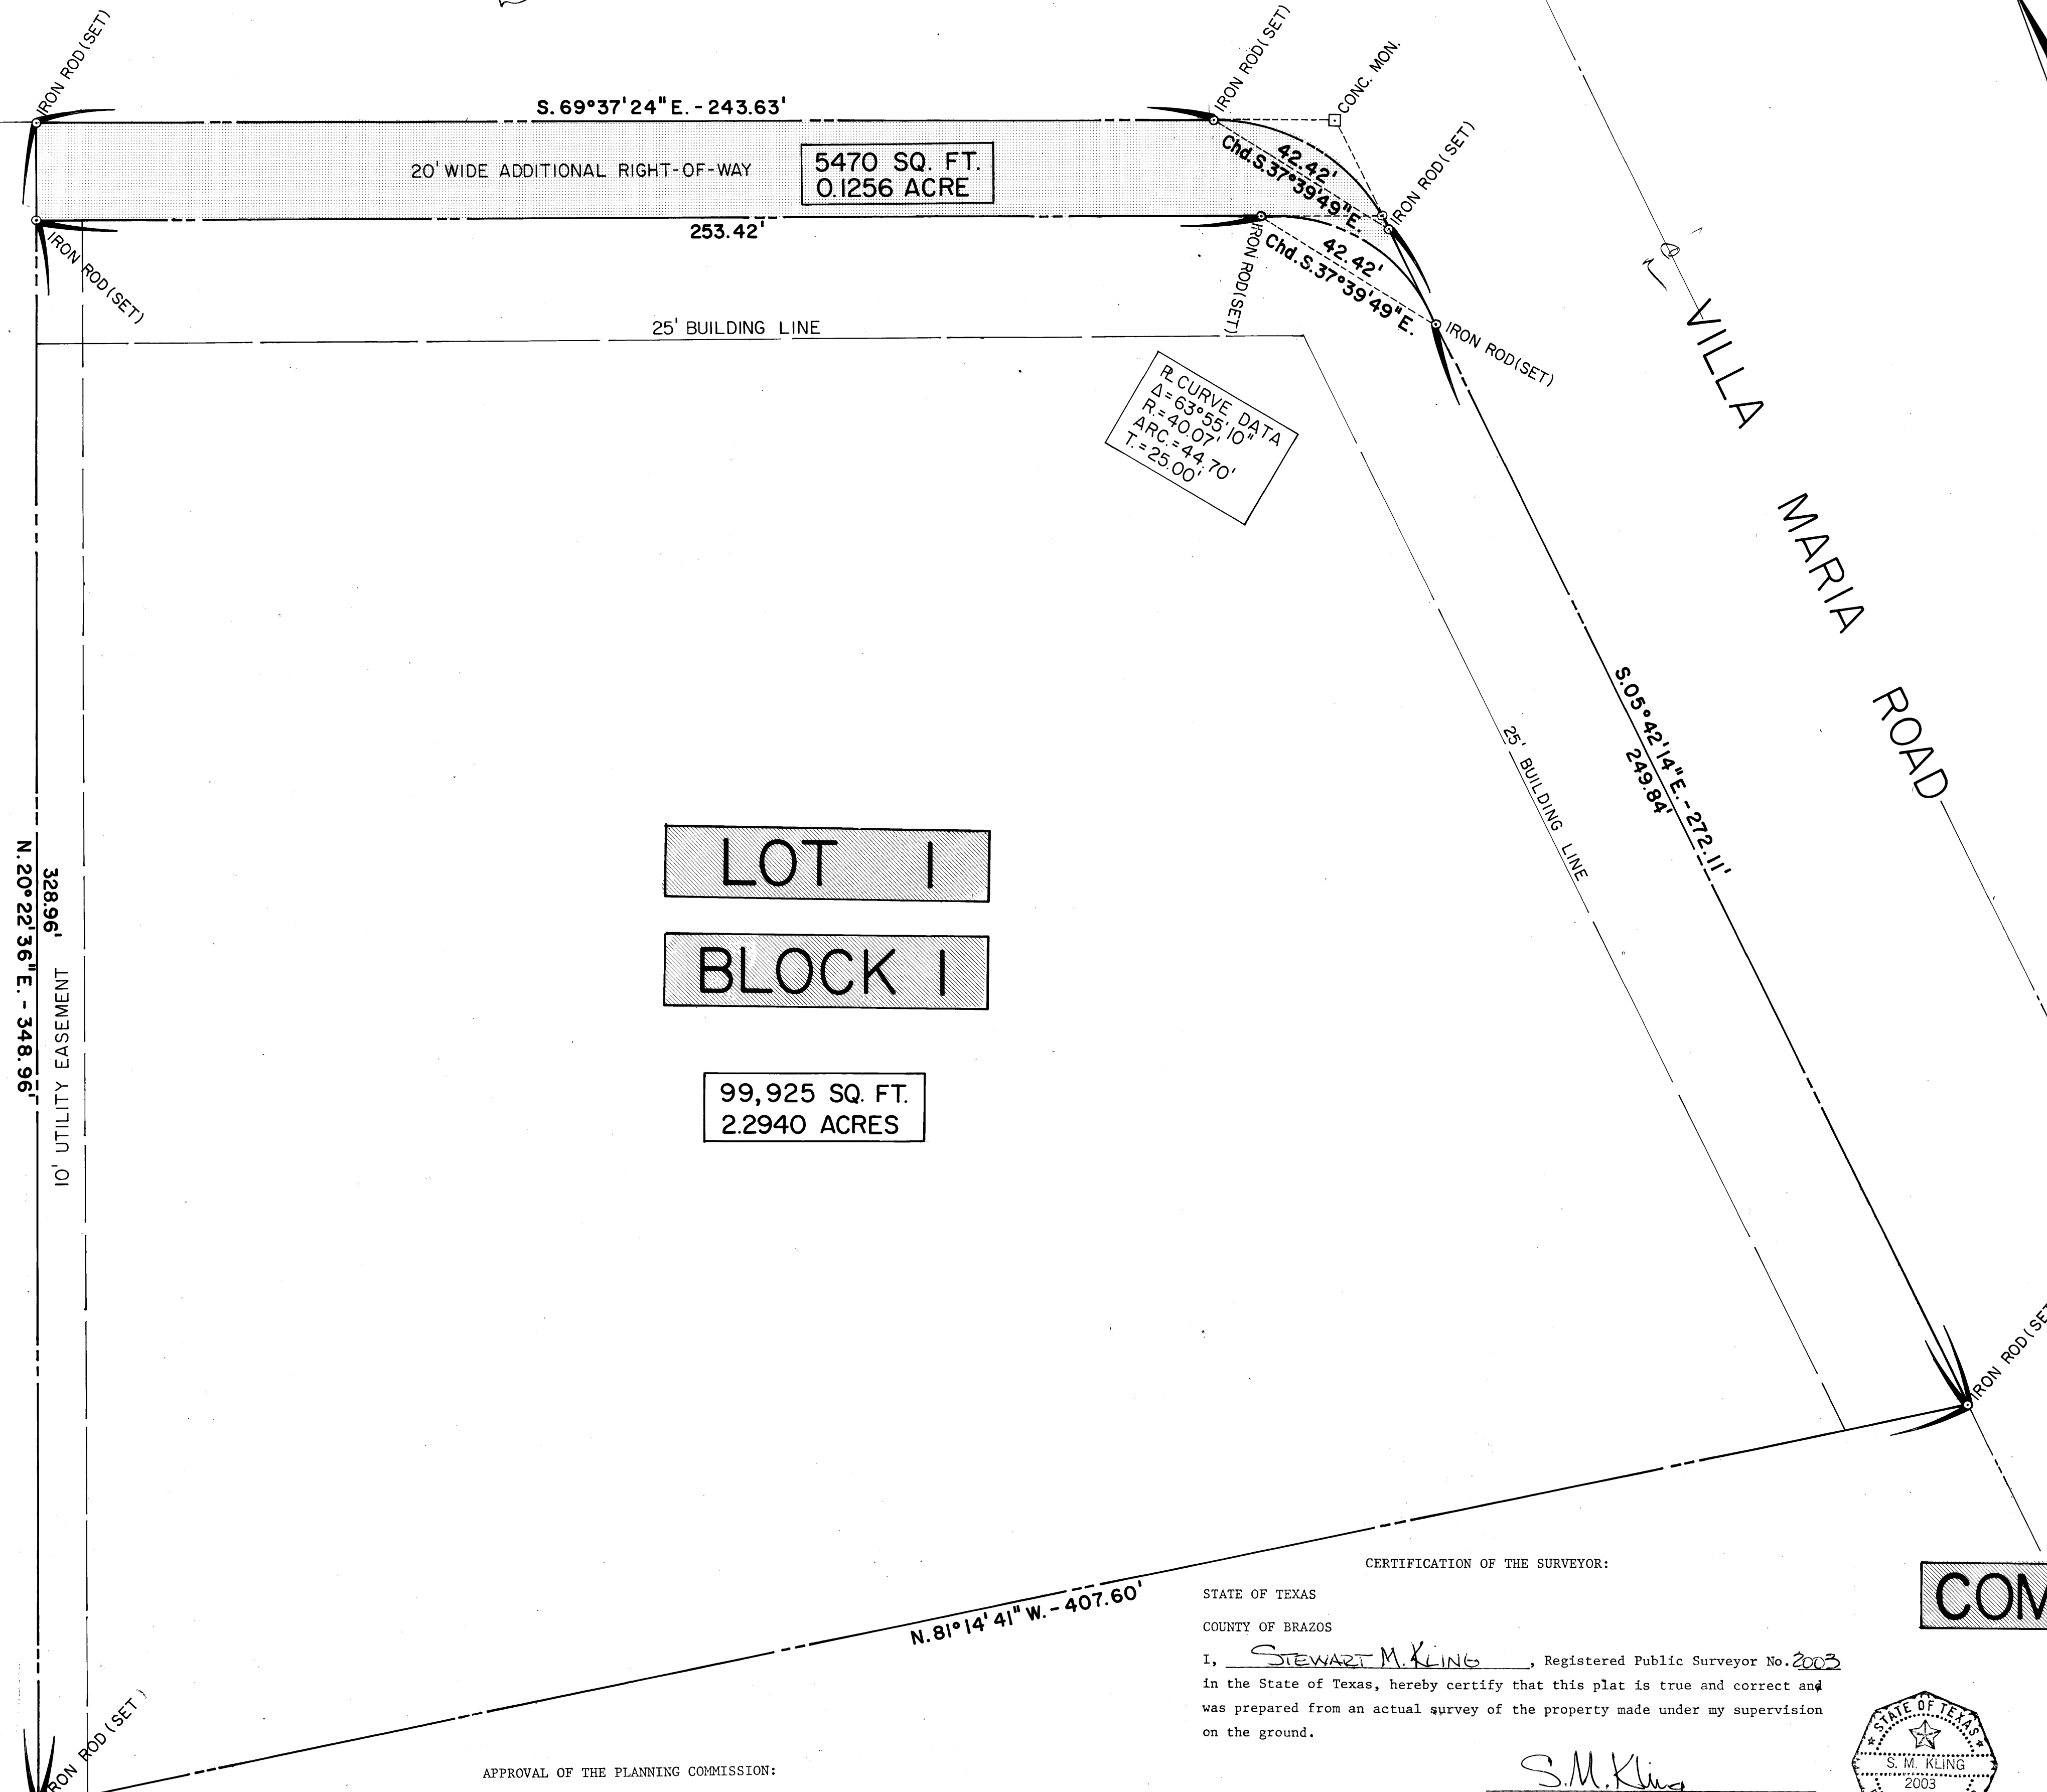 IRON ROD (SET)
IRON ROD (SET)
CONC. MON.
S. 69°37'24" E. - 243.63'
20' WIDE ADDITIONAL RIGHT-OF-WAY
5470 SQ. FT.
0.1256 ACRE
42.42'
Chd. S. 37°39'49" E.
IRON ROD (SET)
253.42'
IRON ROD (SET)
IRON ROD (SET)
42.42'
Chd. S. 37°39'49" E.
IRON ROD (SET)
25' BUILDING LINE
PL CURVE DATA
Δ = 63°55'10"
R. = 40.07'
ARC. = 44.70'
T. = 25.00'
VILLA MARIA ROAD
S. 05°42'14" E. - 272.11'
249.84'
25' BUILDING LINE
LOT 1
BLOCK 1
99,925 SQ. FT.
2.2940 ACRES
328.96'
N. 20°22'36" E. - 348.96'
10' UTILITY EASEMENT
IRON ROD (SE
N. 81°14'41" W. - 407.60'
IRON ROD (SET)
COM
CERTIFICATION OF THE SURVEYOR:
STATE OF TEXAS
COUNTY OF BRAZOS
I, STEWART M. KLING, Registered Public Surveyor No. 2003
in the State of Texas, hereby certify that this plat is true and correct and
was prepared from an actual survey of the property made under my supervision
on the ground.
S.M. Kling
STATE OF TEXAS
S. M. KLING
2003
APPROVAL OF THE PLANNING COMMISSION: